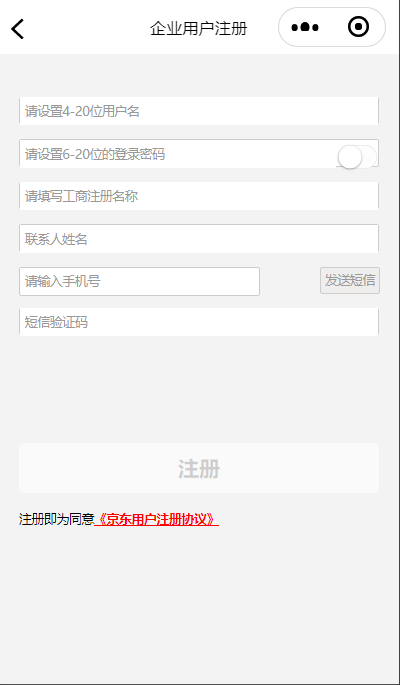 企业用户注册
请设置4-20位用户名
请设置6-20位的登录密码
请填写工商注册名称
联系人姓名
请输入手机号 发送短信
短信验证码
注册
注册即为同意《京东用户注册协议》